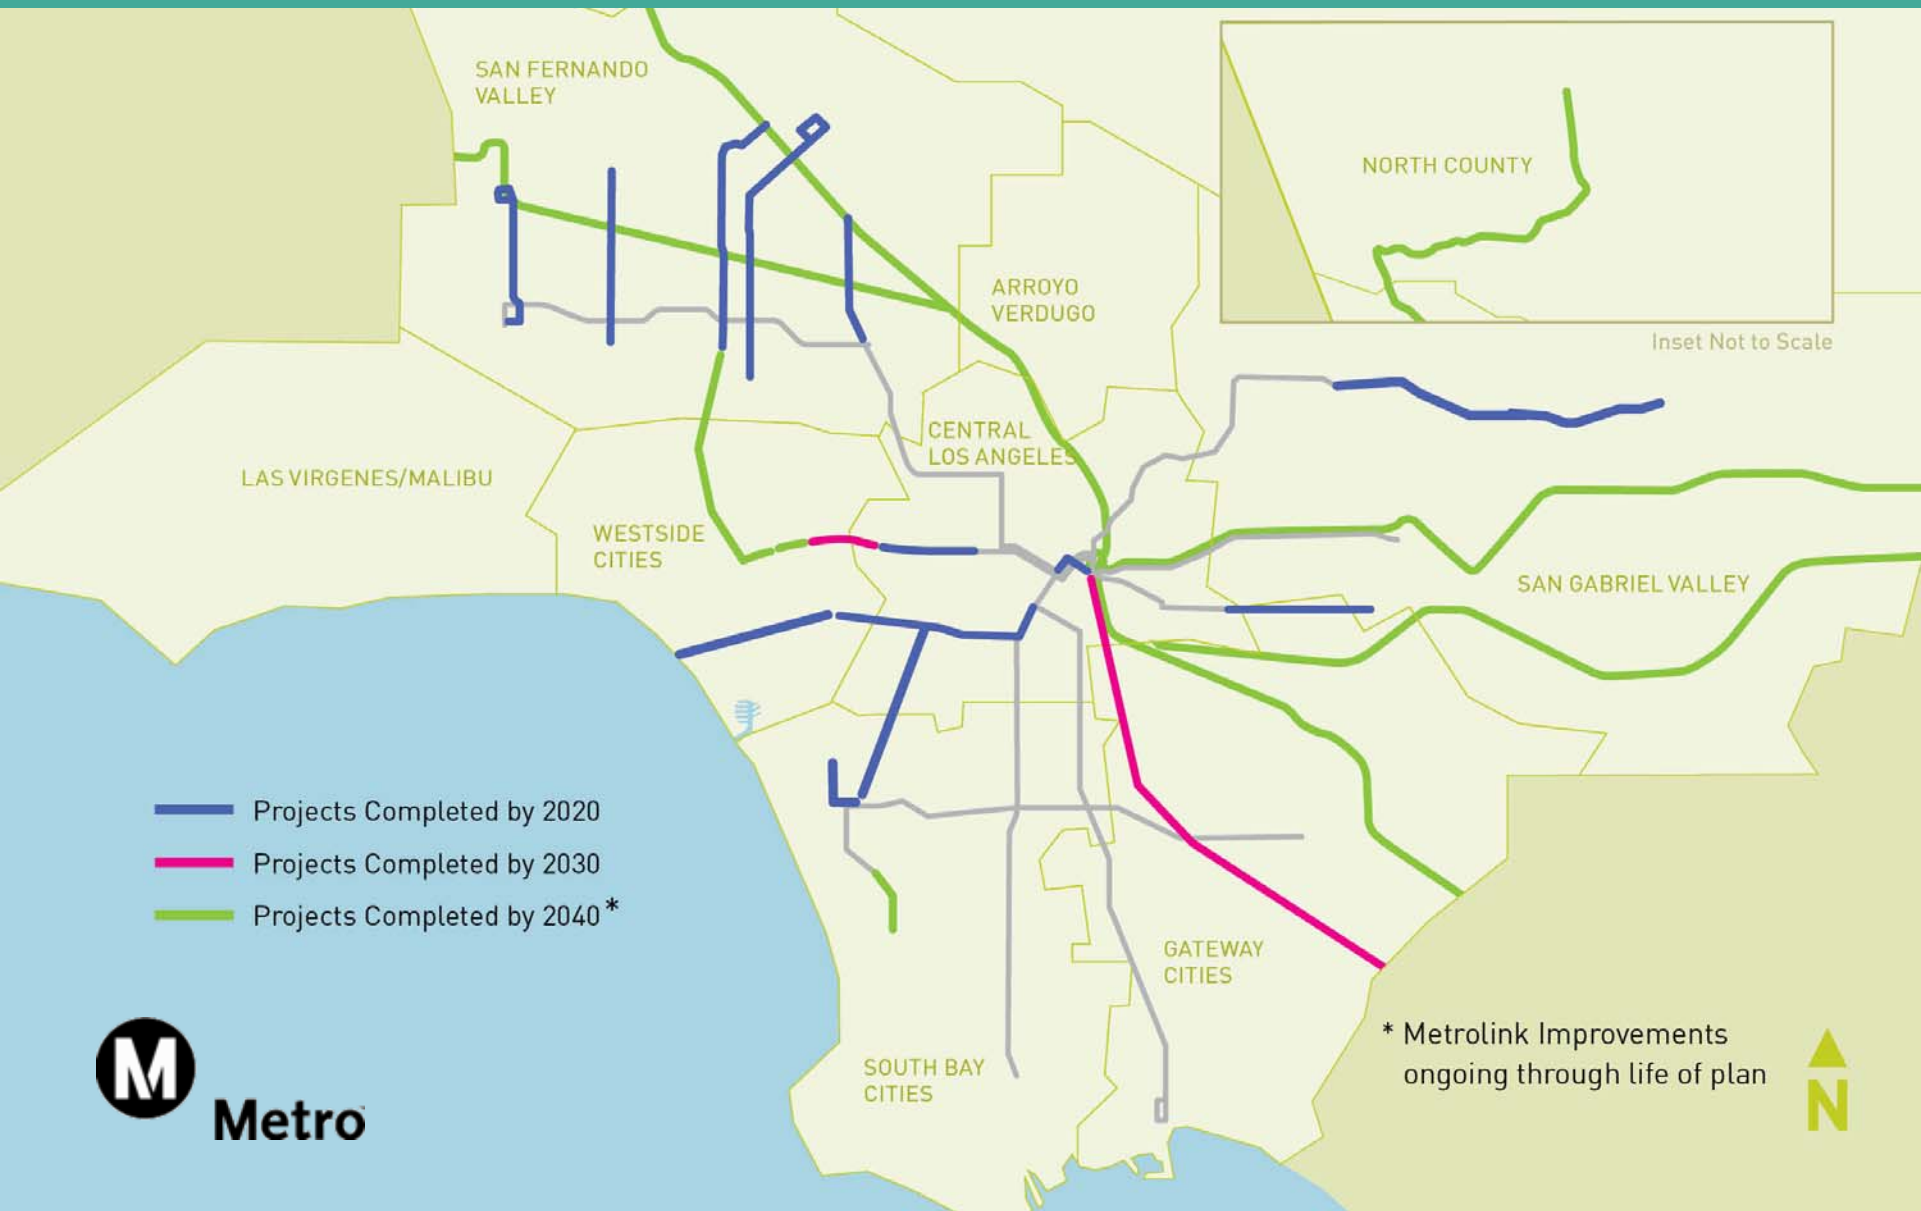 SAN FERNANDO
VALLEY
NORTH COUNTY
ARROYO
VERDUGO
Inset Not to Scale
CENTRAL
LOS ANGELES
LAS VIRGENES/MALIBU
WESTSIDE
CITIES
SAN GABRIEL VALLEY
Projects Completed by 2020
Projects Completed by 2030
Projects Completed by 2040*
GATEWAY
CITIES
SOUTH BAY
CITIES
* Metrolink Improvements
ongoing through life of plan
N
M
Metro